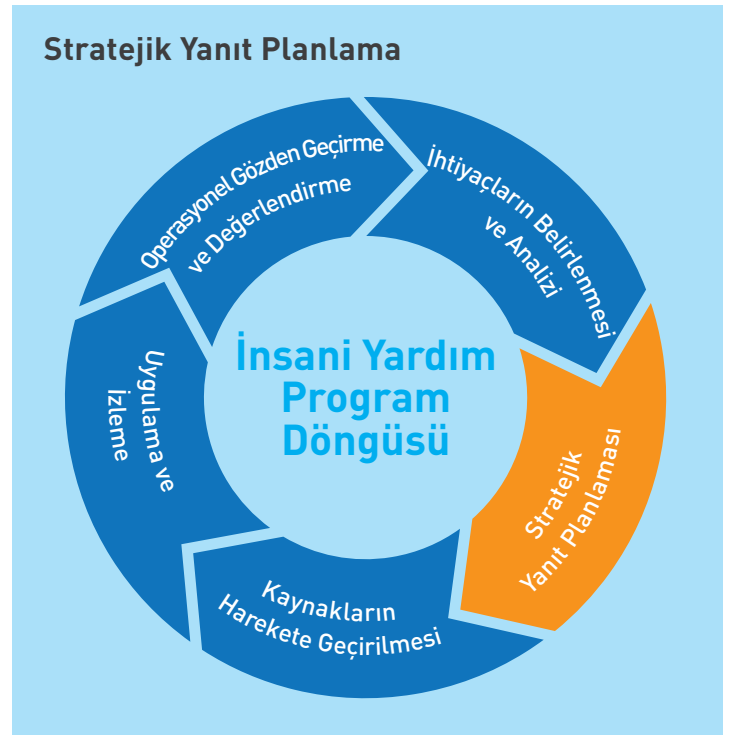 Stratejik Yanıt Planlama
Operasyonel Gözden Geçirme
ve Değerlendirme
İhtiyaçların Belirlenmesi
ve Analizi
Stratejik
Yanıt Planlaması
Kaynakların
Harekete Geçirilmesi
Uygulama ve
İzleme
İnsani Yardım
Program
Döngüsü